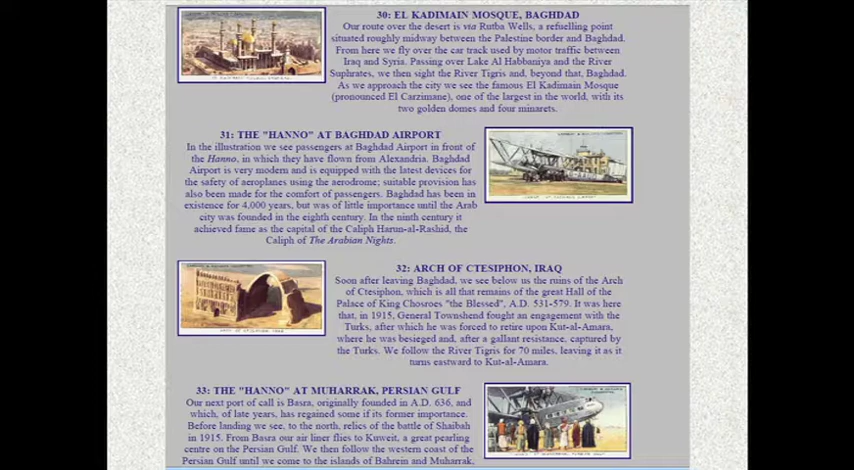 30: EL KADIMAIN MOSQUE, BAGHDAD
Our route over the desert is via Rutba Wells, a refuelling point
situated roughly midway between the Palestine border and Baghdad.
From here we fly over the car track used by motor traffic between
Iraq and Syria. Passing over Lake Al Habbaniya and the River
Suphrates, we then sight the River Tigris and, beyond that, Baghdad.
As we approach the city we see the famous El Kadimain Mosque
(pronounced El Carzimane), one of the largest in the world, with its
two golden domes and four minarets.
31: THE "HANNO" AT BAGHDAD AIRPORT
In the illustration we see passengers at Baghdad Airport in front of
the Hanno, in which they have flown from Alexandria. Baghdad
Airport is very modern and is equipped with the latest devices for
the safety of aeroplanes using the aerodrome; suitable provision has
also been made for the comfort of passengers. Baghdad has been in
existence for 4,000 years, but was of little importance until the Arab
city was founded in the eighth century. In the ninth century it
achieved fame as the capital of the Caliph Harun-al-Rashid, the
Caliph of The Arabian Nights.
32: ARCH OF CTESIPHON, IRAQ
Soon after leaving Baghdad, we see below us the ruins of the Arch
of Ctesiphon, which is all that remains of the great Hall of the
Palace of King Chosroes "the Blessed", A.D. 531-579. It was here
that, in 1915, General Townshend fought an engagement with the
Turks, after which he was forced to retire upon Kut-al-Amara,
where he was besieged and, after a gallant resistance, captured by
the Turks. We follow the River Tigris for 70 miles, leaving it as it
turns eastward to Kut-al-Amara.
33: THE "HANNO" AT MUHARRAK, PERSIAN GULF
Our next port of call is Basra, originally founded in A.D. 636, and
which, of late years, has regained some if its former importance.
Before landing we see, to the north, relics of the battle of Shaibah
in 1915. From Basra our air liner flies to Kuweit, a great pearling
centre on the Persian Gulf. We then follow the western coast of the
Persian Gulf until we come to the islands of Bahrein and Muharrak,